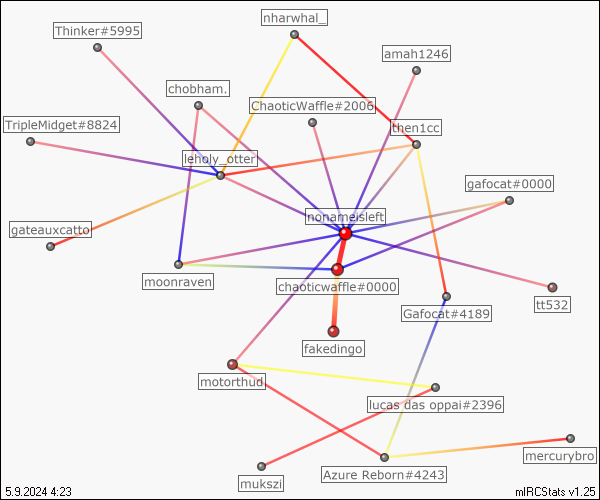 nharwhal_
Thinker#5995
amah1246
chobham.
ChaoticWaffle#2006
TripleMidget#8824
then1cc
leholy_otter
gafocat#0000
nonameisleft
gateauxcatto
moonraven
chaoticwaffle#0000
tt532
Gafocat#4189
fakedingo
motorthud
lucas das oppai#2396
mercurybro
Azure Reborn#4243
mukszi
5.9.2024 4:23
mIRCStats v1.25